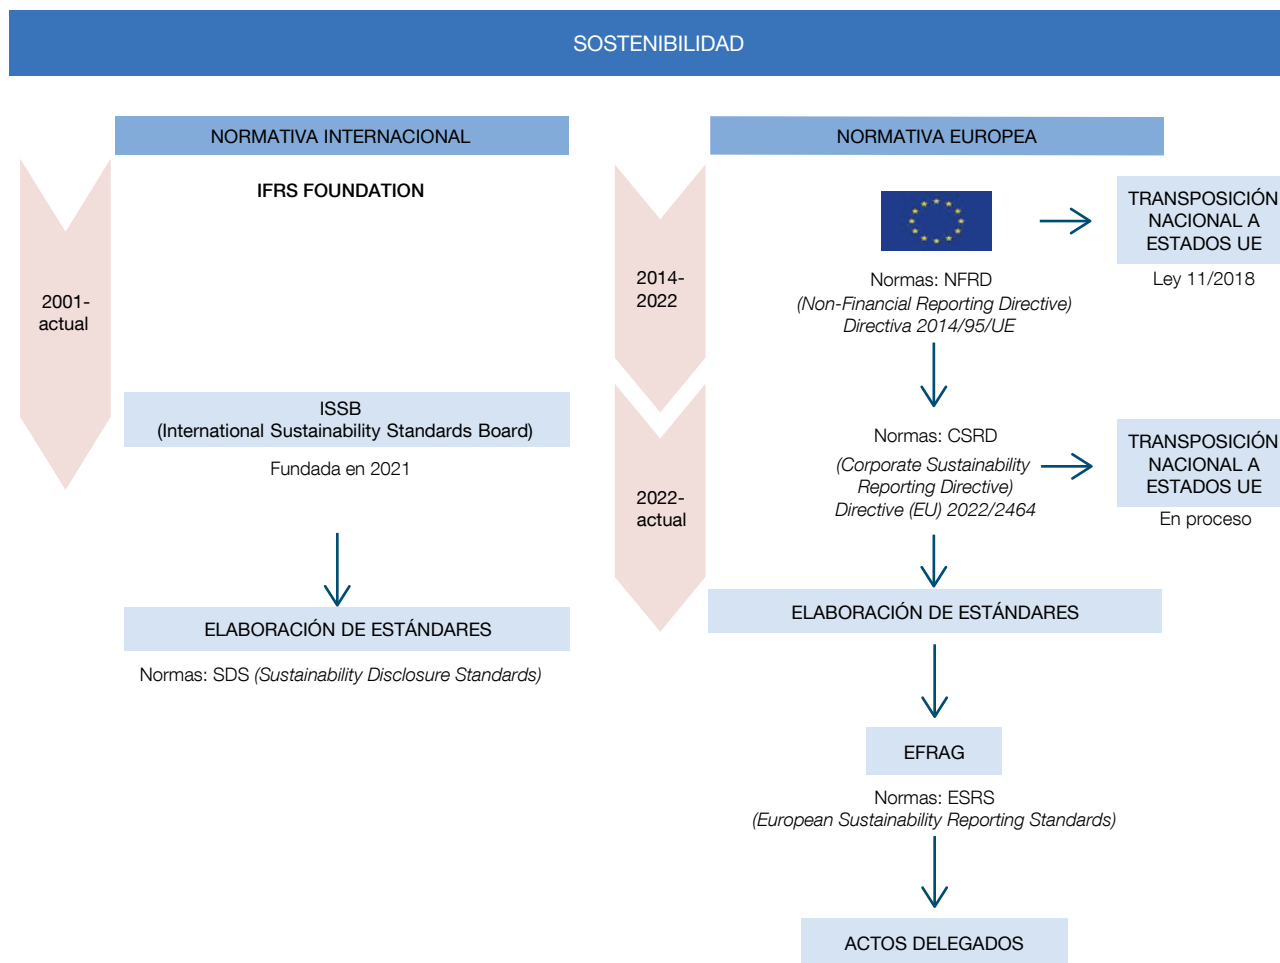 SOSTENIBILIDAD
NORMATIVA INTERNACIONAL
IFRS FOUNDATION
2001-
actual
ISSB
(International Sustainability Standards Board)
Fundada en 2021
ELABORACIÓN DE ESTÁNDARES
Normas: SDS (Sustainability Disclosure Standards)
NORMATIVA EUROPEA
2014-
2022
Normas: NFRD
(Non-Financial Reporting Directive)
Directiva 2014/95/UE
TRANSPOSICIÓN
NACIONAL A
ESTADOS UE
Ley 11/2018
2022-
actual
Normas: CSRD
(Corporate Sustainability
Reporting Directive)
Directive (EU) 2022/2464
TRANSPOSICIÓN
NACIONAL A
ESTADOS UE
En proceso
ELABORACIÓN DE ESTÁNDARES
EFRAG
Normas: ESRS
(European Sustainability Reporting Standards)
ACTOS DELEGADOS